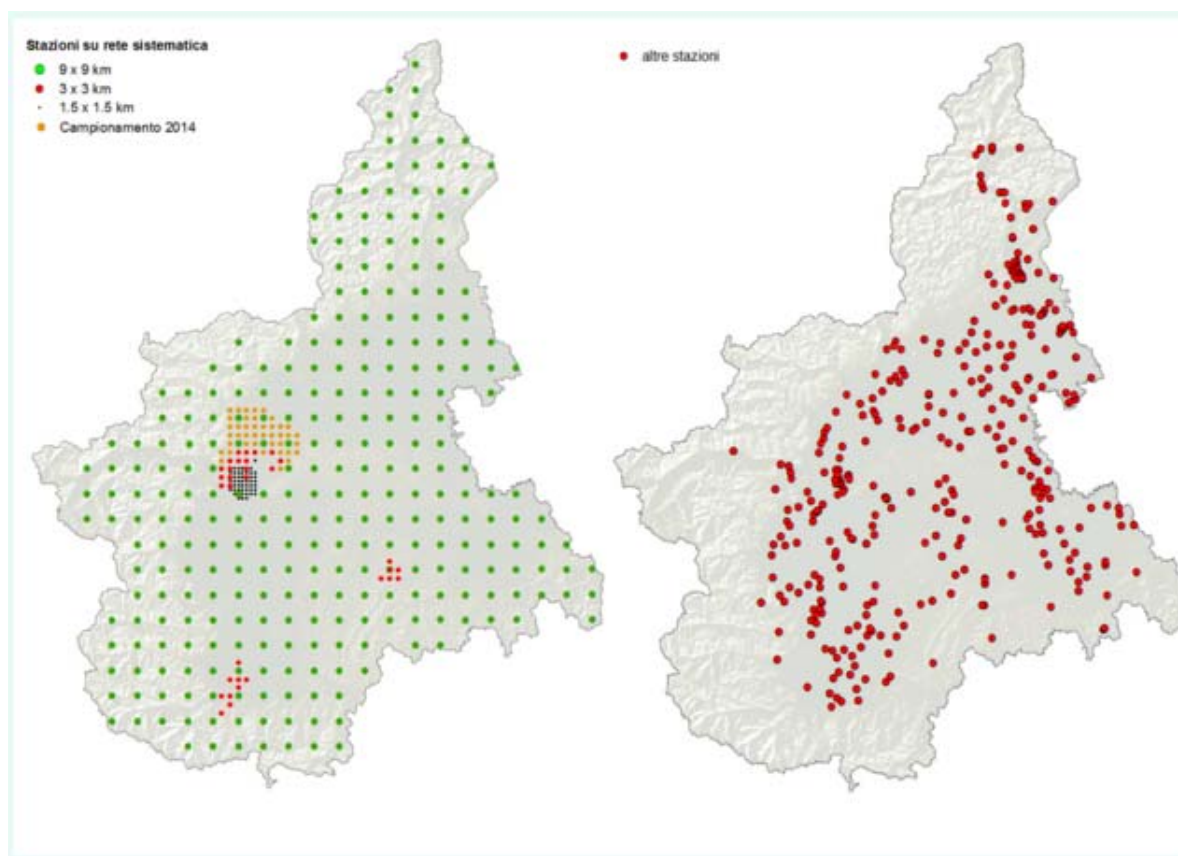 Stazioni su rete sistematica
9 x 9 km
3 x 3 km
1.5 x 1.5 km
Campionamento 2014
altre stazioni